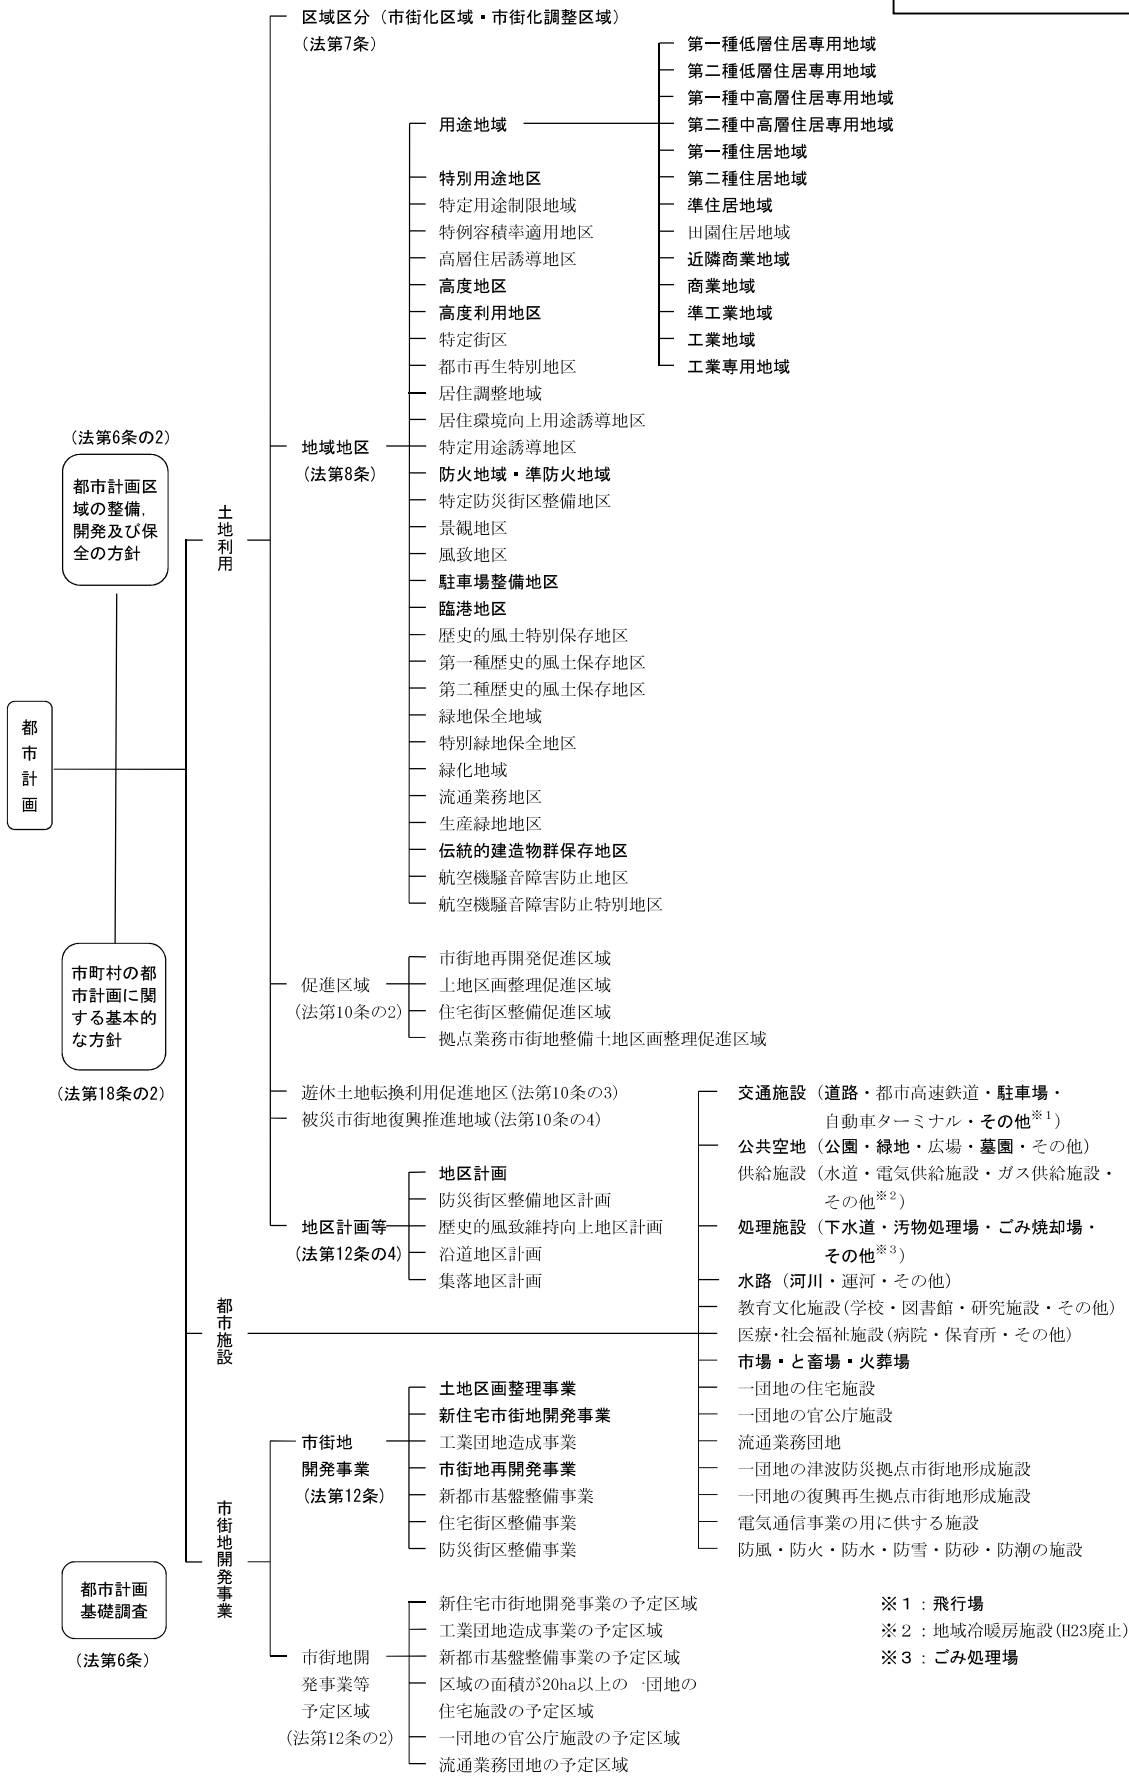 区域区分（市街化区域・市街化調整区域）
(法第7条)
第一種低層住居専用地域
第二種低層住居専用地域
第一種中高層住居専用地域
第二種中高層住居専用地域
第一種住居地域
第二種住居地域
準住居地域
田園住居地域
近隣商業地域
商業地域
準工業地域
工業地域
工業専用地域
用途地域
特別用途地区
特定用途制限地域
特例容積率適用地区
高層住居誘導地区
高度地区
高度利用地区
特定街区
都市再生特別地区
居住調整地域
居住環境向上用途誘導地区
特定用途誘導地区
防火地域・準防火地域
特定防災街区整備地区
景観地区
風致地区
駐車場整備地区
臨港地区
歴史的風土特別保存地区
第一種歴史的風土保存地区
第二種歴史的風土保存地区
緑地保全地域
特別緑地保全地区
緑化地域
流通業務地区
生産緑地地区
伝統的建造物群保存地区
航空機騒音障害防止地区
航空機騒音障害防止特別地区
地域地区
(法第8条)
(法第6条の2)
都市計画区
域の整備,
開発及び保
全の方針
土地利用
都市計画
市町村の都
市計画に関
する基本的
な方針
(法第18条の2)
促進区域
(法第10条の2)
市街地再開発促進区域
土地区画整理促進区域
住宅街区整備促進区域
拠点業務市街地整備土地区画整理促進区域
遊休土地転換利用促進地区(法第10条の3)
被災市街地復興推進地域(法第10条の4)
地区計画等
(法第12条の4)
地区計画
防災街区整備地区計画
歴史的風致維持向上地区計画
沿道地区計画
集落地区計画
都市施設
交通施設（道路・都市高速鉄道・駐車場・
自動車ターミナル・その他※1）
公共空地（公園・緑地・広場・墓園・その他）
供給施設（水道・電気供給施設・ガス供給施設・
その他※2）
処理施設（下水道・汚物処理場・ごみ焼却場・
その他※3）
水路（河川・運河・その他）
教育文化施設(学校・図書館・研究施設・その他)
医療・社会福祉施設(病院・保育所・その他)
市場・と畜場・火葬場
一団地の住宅施設
一団地の官公庁施設
流通業務団地
一団地の津波防災拠点市街地形成施設
一団地の復興再生拠点市街地形成施設
電気通信事業の用に供する施設
防風・防火・防水・防雪・防砂・防潮の施設
市街地開発事業
市街地
開発事業
(法第12条)
土地区画整理事業
新住宅市街地開発事業
工業団地造成事業
市街地再開発事業
新都市基盤整備事業
住宅街区整備事業
防災街区整備事業
都市計画
基礎調査
(法第6条)
市街地開
発事業等
予定区域
(法第12条の2)
新住宅市街地開発事業の予定区域
工業団地造成事業の予定区域
新都市基盤整備事業の予定区域
区域の面積が20ha以上の一団地の
住宅施設の予定区域
一団地の官公庁施設の予定区域
流通業務団地の予定区域
※1：飛行場
※2：地域冷暖房施設(H23廃止)
※3：ごみ処理場